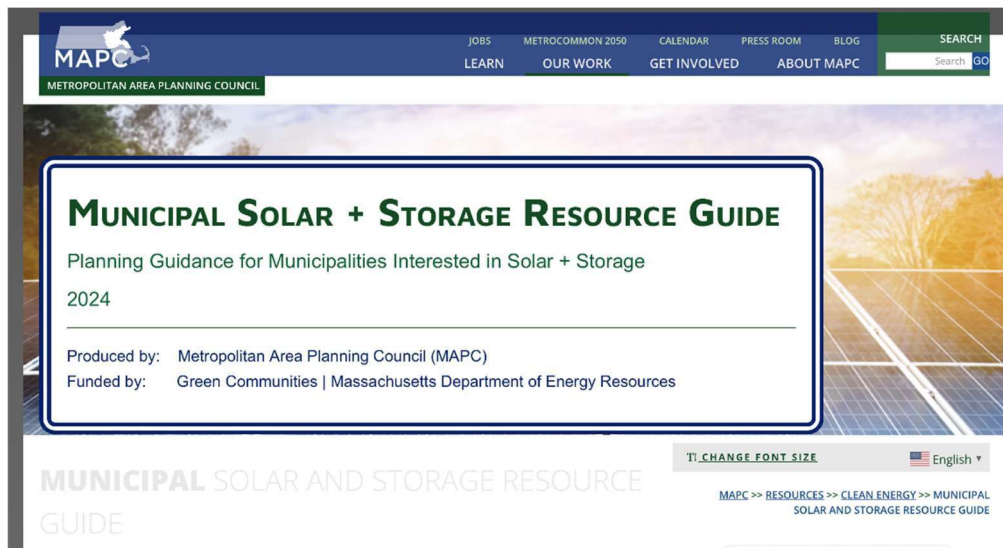 JOBS METROCOMMON 2050 CALENDAR PRESS ROOM BLOG SEARCH
MAPC LEARN OUR WORK GET INVOLVED ABOUT MAPC Search GO
METROPOLITAN AREA PLANNING COUNCIL
MUNICIPAL SOLAR + STORAGE RESOURCE GUIDE
Planning Guidance for Municipalities Interested in Solar + Storage
2024
Produced by: Metropolitan Area Planning Council (MAPC)
Funded by: Green Communities | Massachusetts Department of Energy Resources
TI CHANGE FONT SIZE English
MUNICIPAL SOLAR AND STORAGE RESOURCE
GUIDE
MAPC >> RESOURCES >> CLEAN ENERGY >> MUNICIPAL
SOLAR AND STORAGE RESOURCE GUIDE